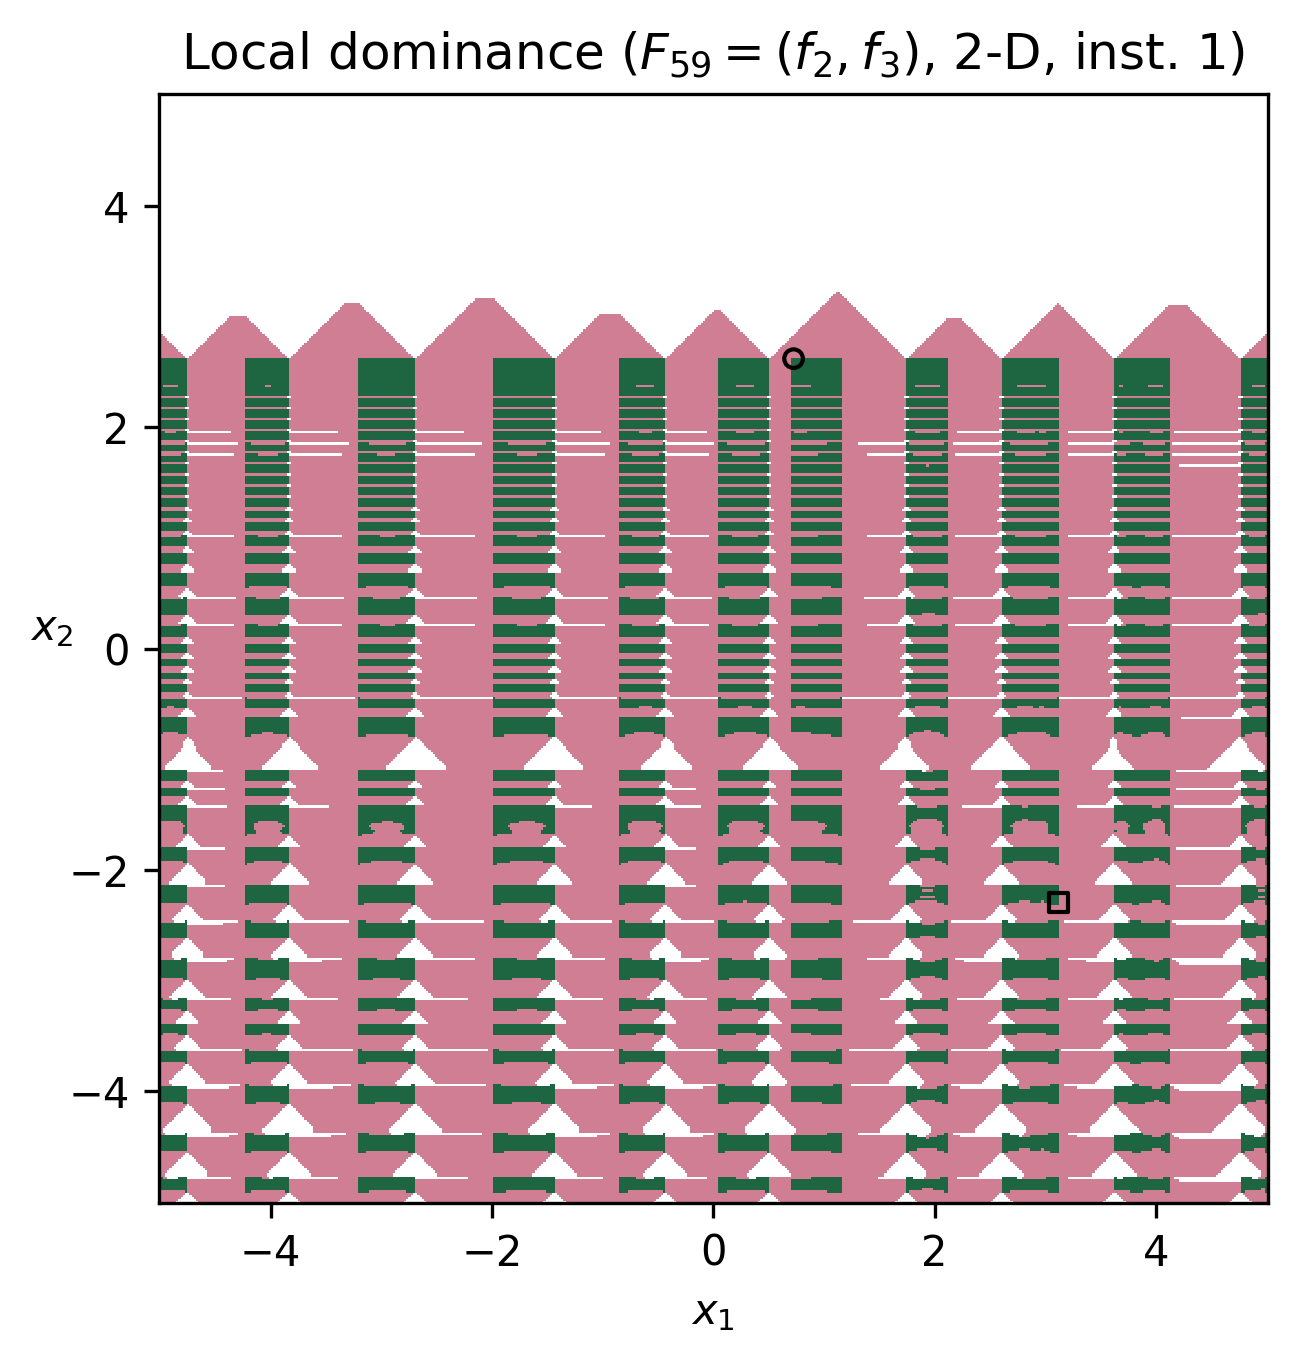 Local dominance (F₅₉ = (f₂, f₃), 2-D, inst. 1)
4
2
x₂
0
−2
−4
−4 −2 0 2 4
x₁